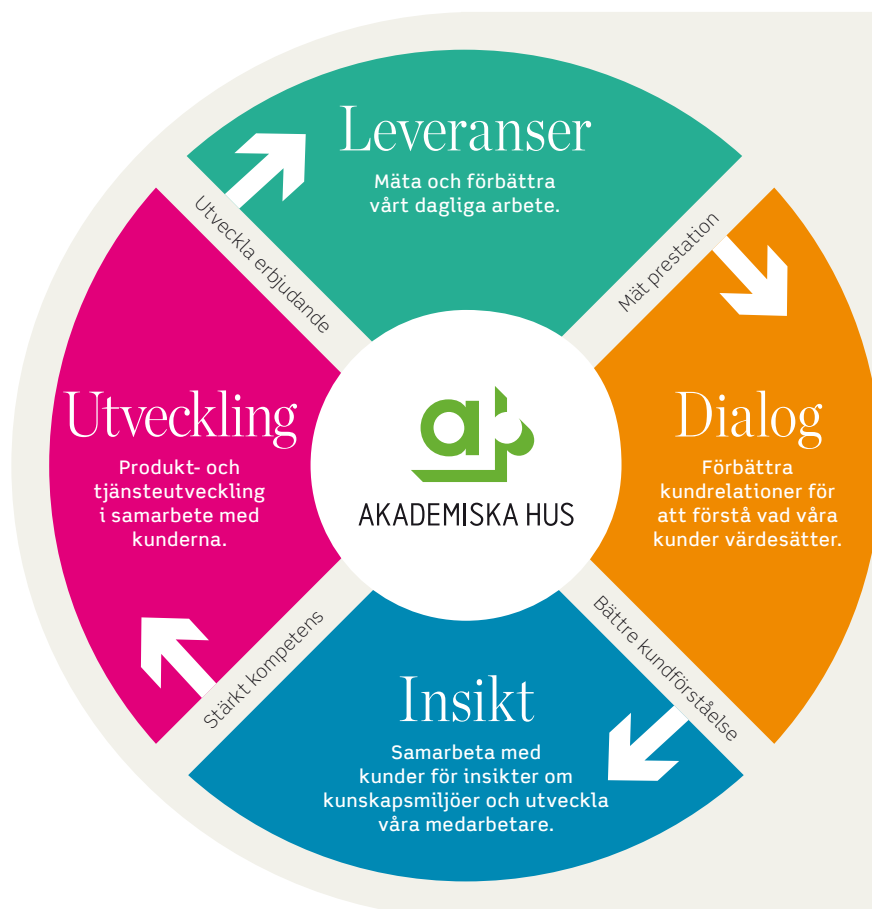 Leveranser
Mäta och förbättra
vårt dagliga arbete.
Mät prestation
Dialog
Förbättra
kundrelationer för
att förstå vad våra
kunder värdesätter.
Bättre kundförståelse
Insikt
Samarbeta med
kunder för insikter om
kunskapsmiljöer och utveckla
våra medarbetare.
Stärkt kompetens
Utveckling
Produkt- och
tjänsteutveckling
i samarbete med
kunderna.
Utveckla erbjudande
AKADEMISKA HUS